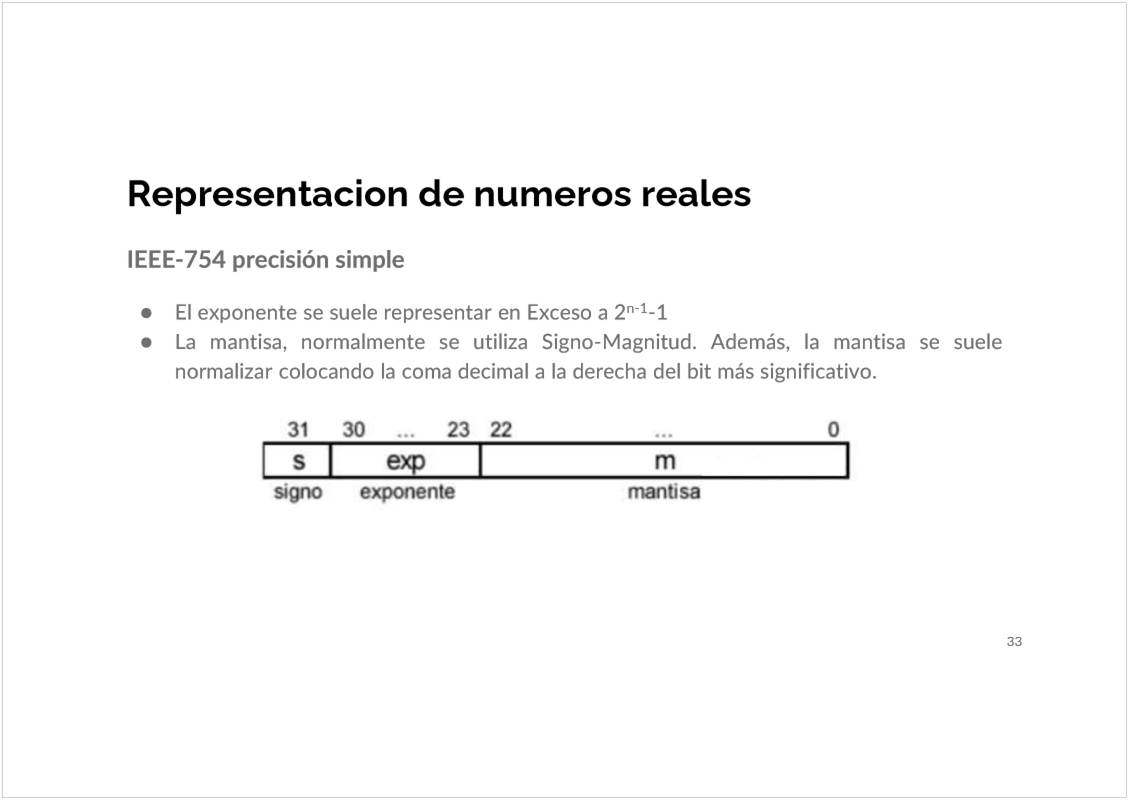 Representacion de numeros reales
IEEE-754 precisión simple
● El exponente se suele representar en Exceso a 2ⁿ⁻¹-1
● La mantisa, normalmente se utiliza Signo-Magnitud. Además, la mantisa se suele
normalizar colocando la coma decimal a la derecha del bit más significativo.
31 30 ... 23 22 ... 0
s exp m
signo exponente mantisa
33